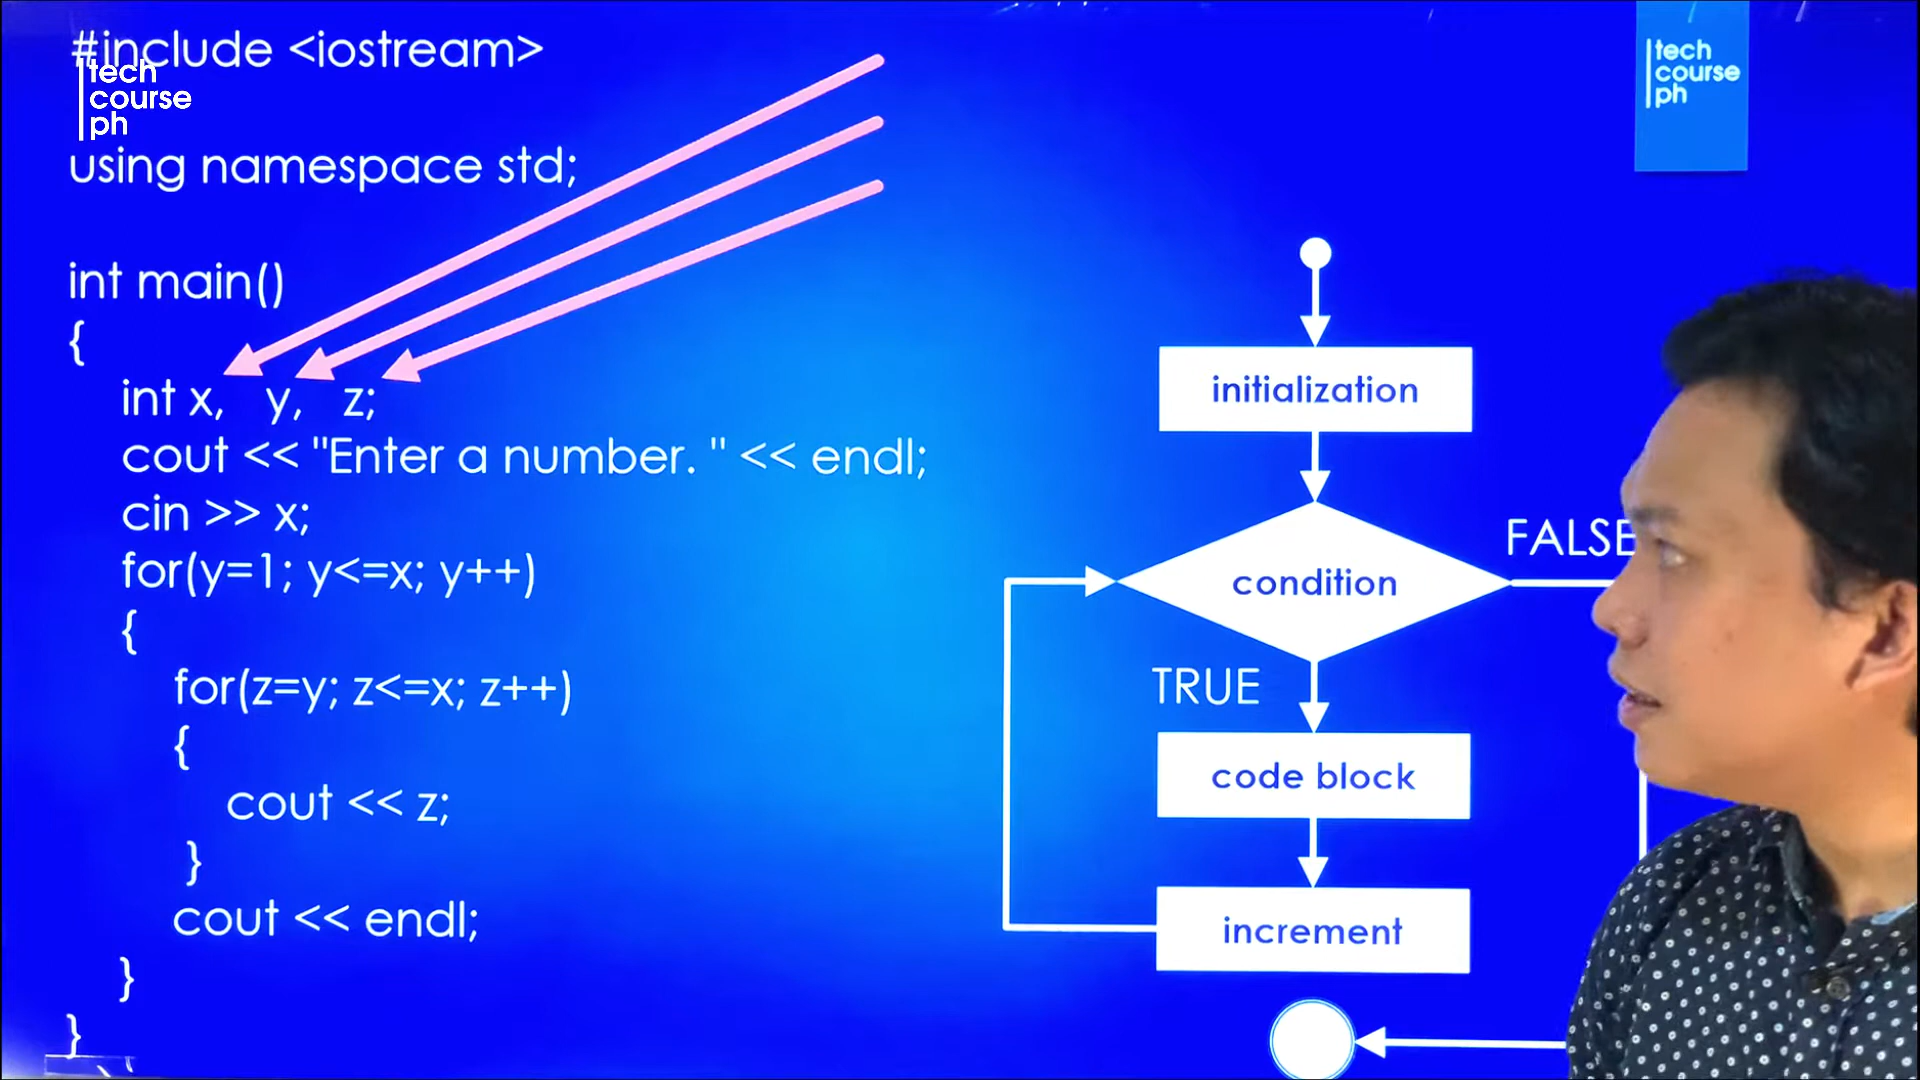 #include <iostream>
tech
course
ph
using namespace std;
int main()
{
int x, y, z;
cout << "Enter a number. " << endl;
cin >> x;
for(y=1; y<=x; y++)
{
for(z=y; z<=x; z++)
{
cout << z;
}
cout << endl;
}
}
tech
course
ph
initialization
condition
FALSE
TRUE
code block
increment